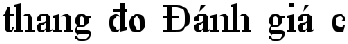 thang đo Đánh giá c